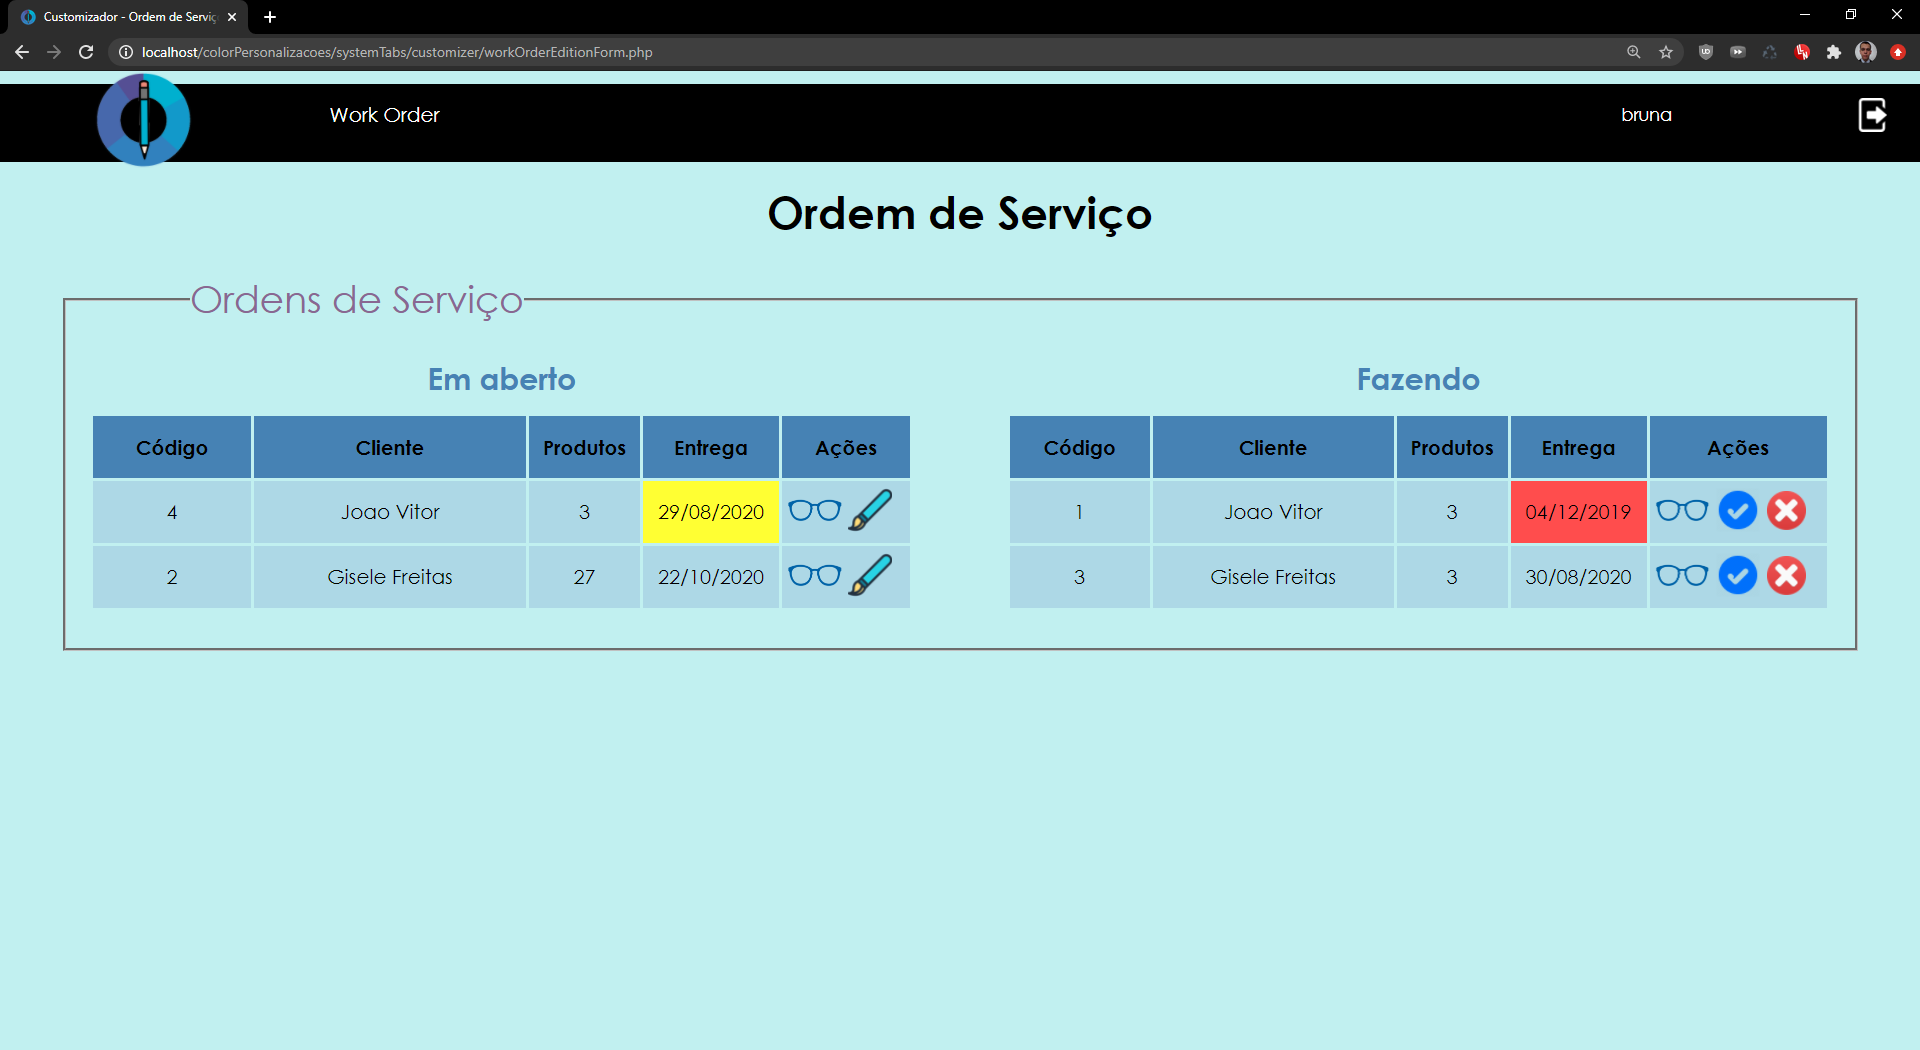 Customizador - Ordem de Serviç
localhost/colorPersonalizacoes/systemTabs/customizer/workOrderEditionForm.php
Work Order
bruna
Ordem de Serviço
Ordens de Serviço
Em aberto
Código Cliente Produtos Entrega Ações
4 Joao Vitor 3 29/08/2020
2 Gisele Freitas 27 22/10/2020
Fazendo
Código Cliente Produtos Entrega Ações
1 Joao Vitor 3 04/12/2019
3 Gisele Freitas 3 30/08/2020